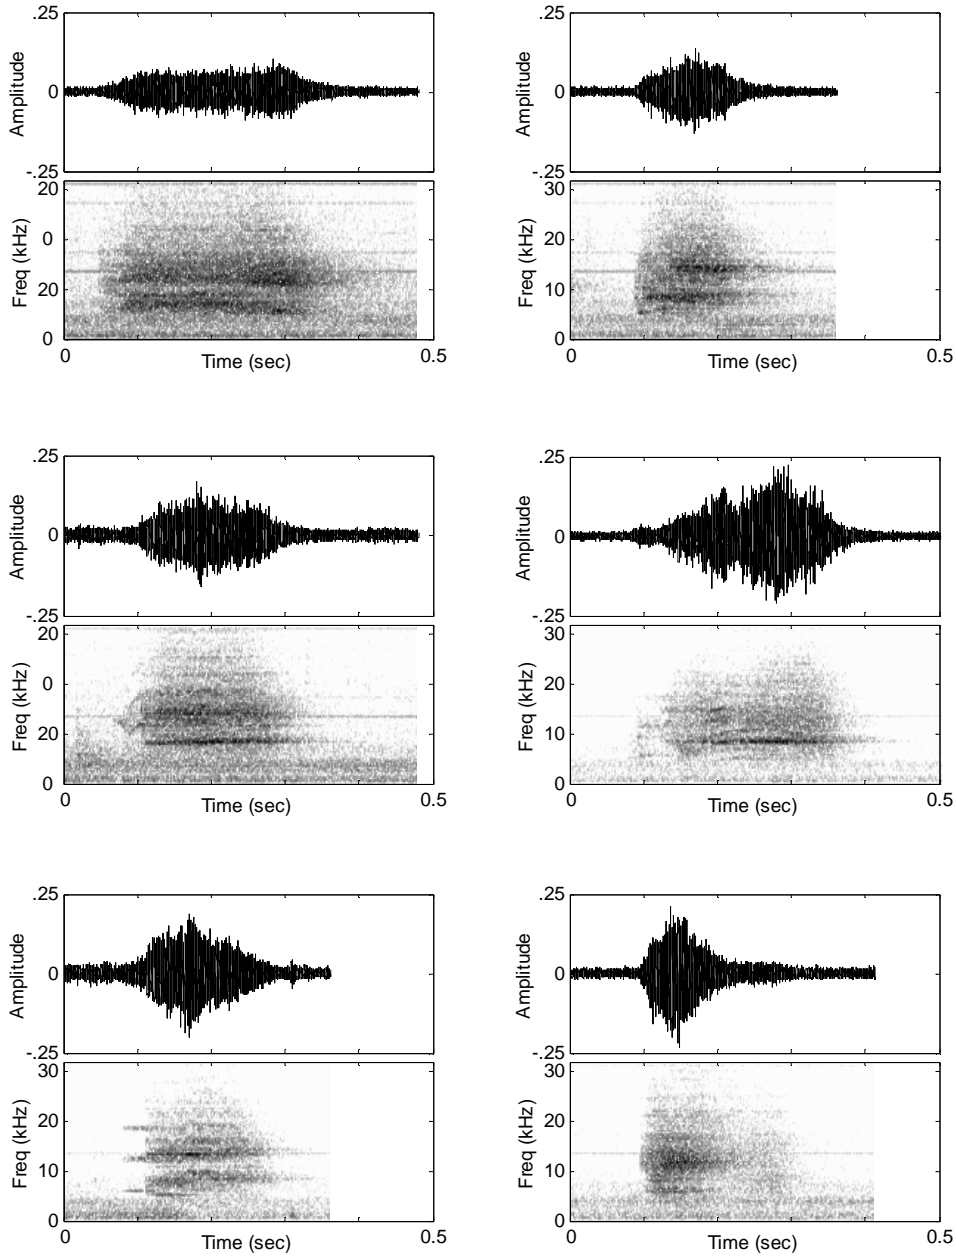 .25 .25
Amplitude Amplitude
0 0
-.25 -.25
20 30
0 20
Freq (kHz) Freq (kHz)
20 10
0 0
0 0.5 0 0.5
Time (sec) Time (sec)
.25 .25
Amplitude Amplitude
0 0
-.25 -.25
20 30
0 20
Freq (kHz) Freq (kHz)
20 10
0 0
0 0.5 0 0.5
Time (sec) Time (sec)
.25 .25
Amplitude Amplitude
0 0
-.25 -.25
30 30
20 20
Freq (kHz) Freq (kHz)
10 10
0 0
0 0.5 0 0.5
Time (sec) Time (sec)